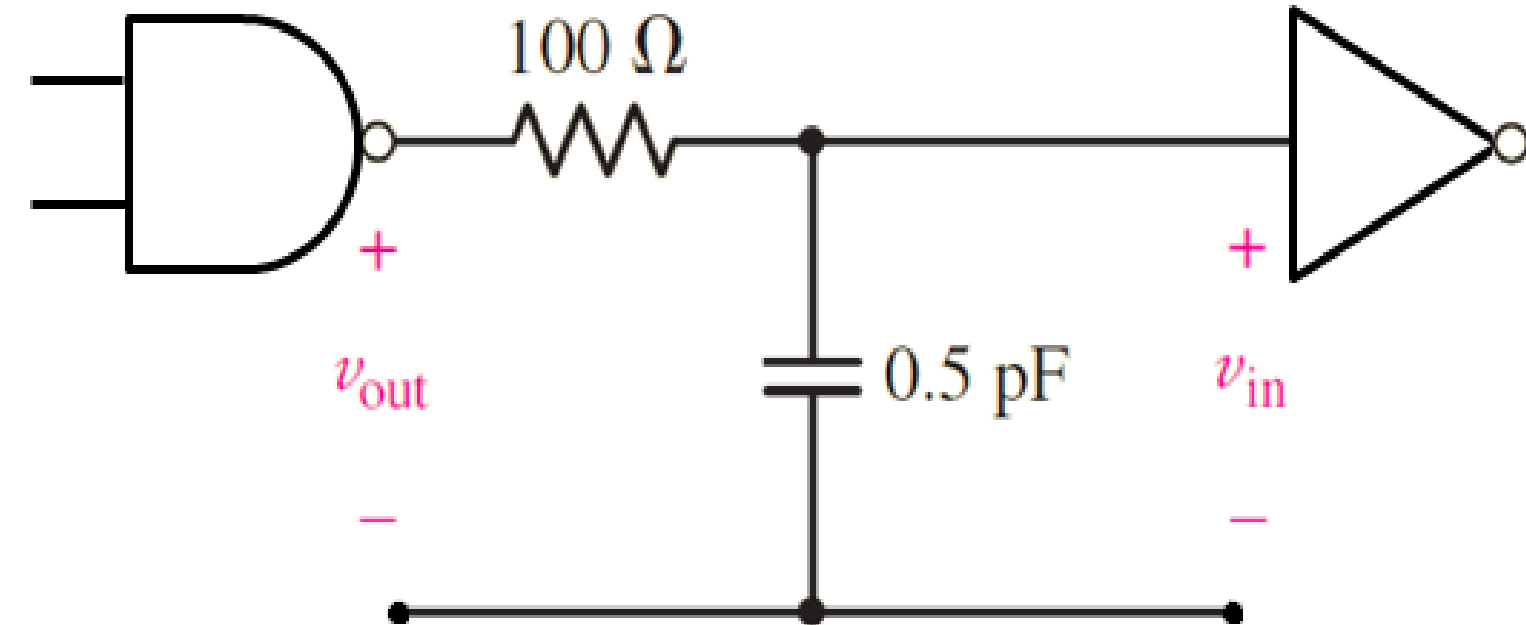 100 Ω
+
+
v_out
0.5 pF
v_in
−
−